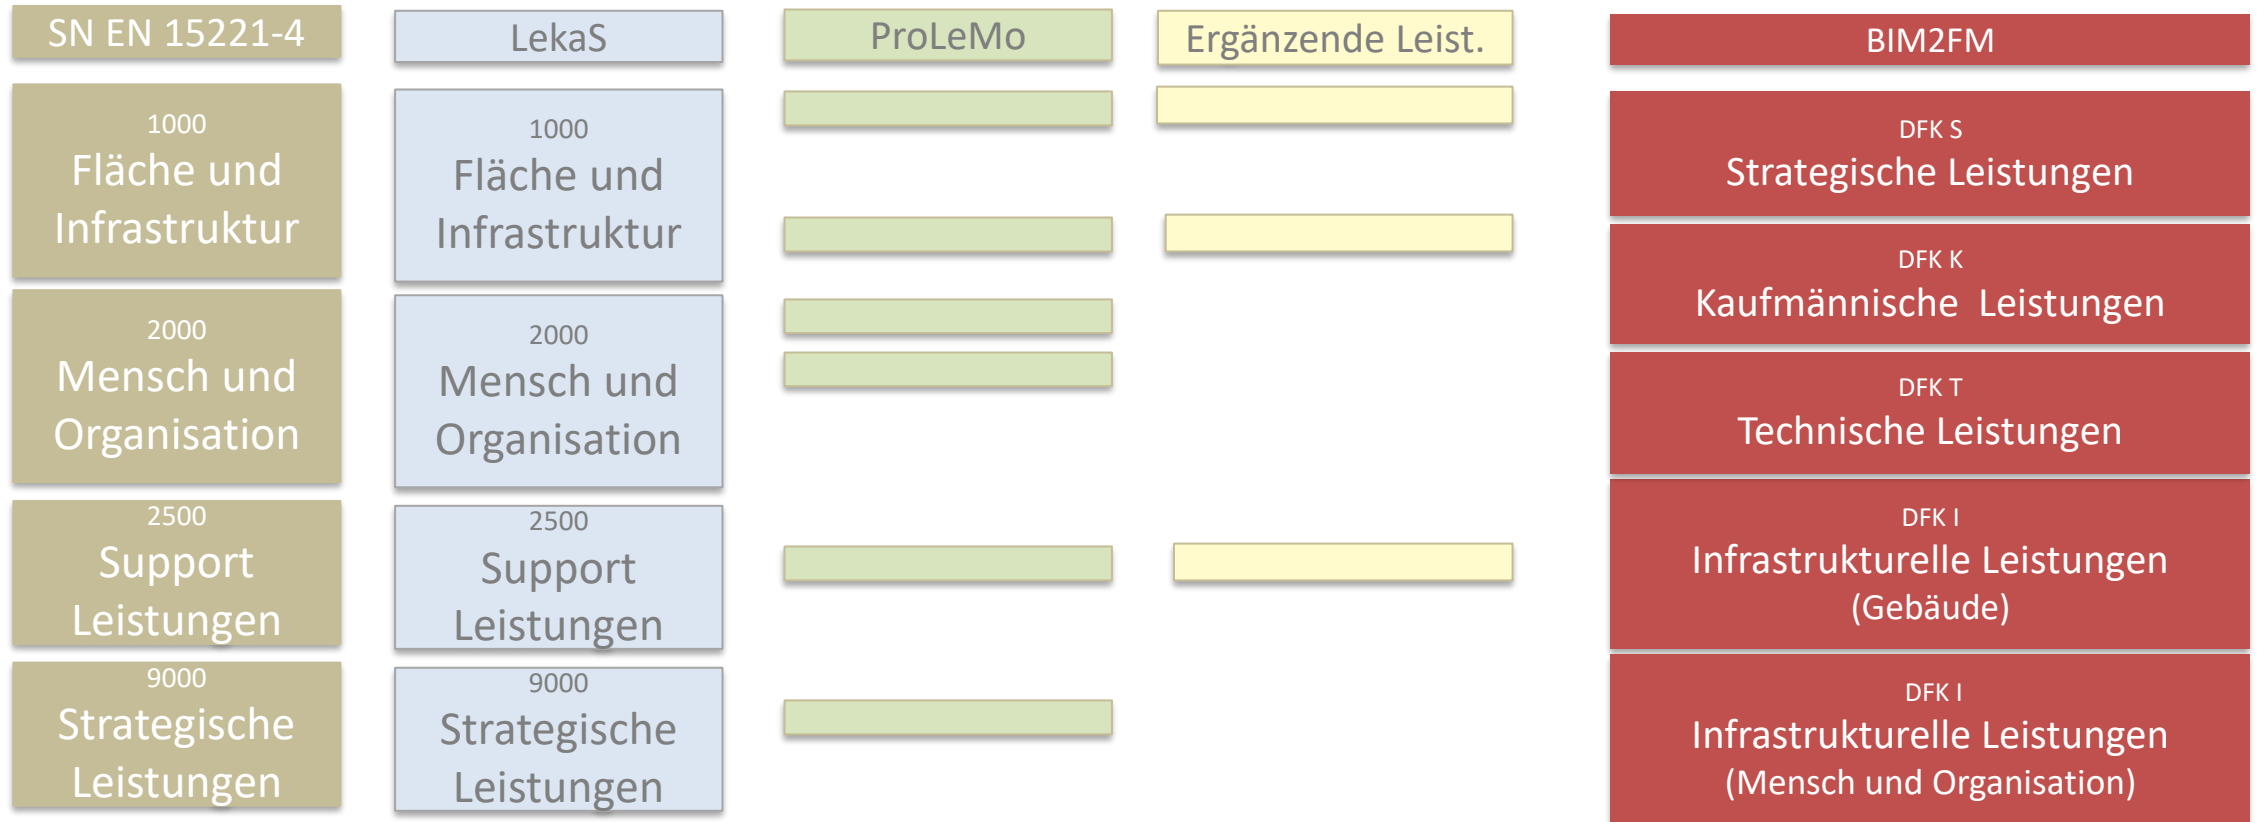 SN EN 15221-4
LekaS
ProLeMo
Ergänzende Leist.
BIM2FM
1000
Fläche und
Infrastruktur
2000
Mensch und
Organisation
2500
Support
Leistungen
9000
Strategische
Leistungen
1000
Fläche und
Infrastruktur
2000
Mensch und
Organisation
2500
Support
Leistungen
9000
Strategische
Leistungen
DFK S
Strategische Leistungen
DFK K
Kaufmännische Leistungen
DFK T
Technische Leistungen
DFK I
Infrastrukturelle Leistungen
(Gebäude)
DFK I
Infrastrukturelle Leistungen
(Mensch und Organisation)